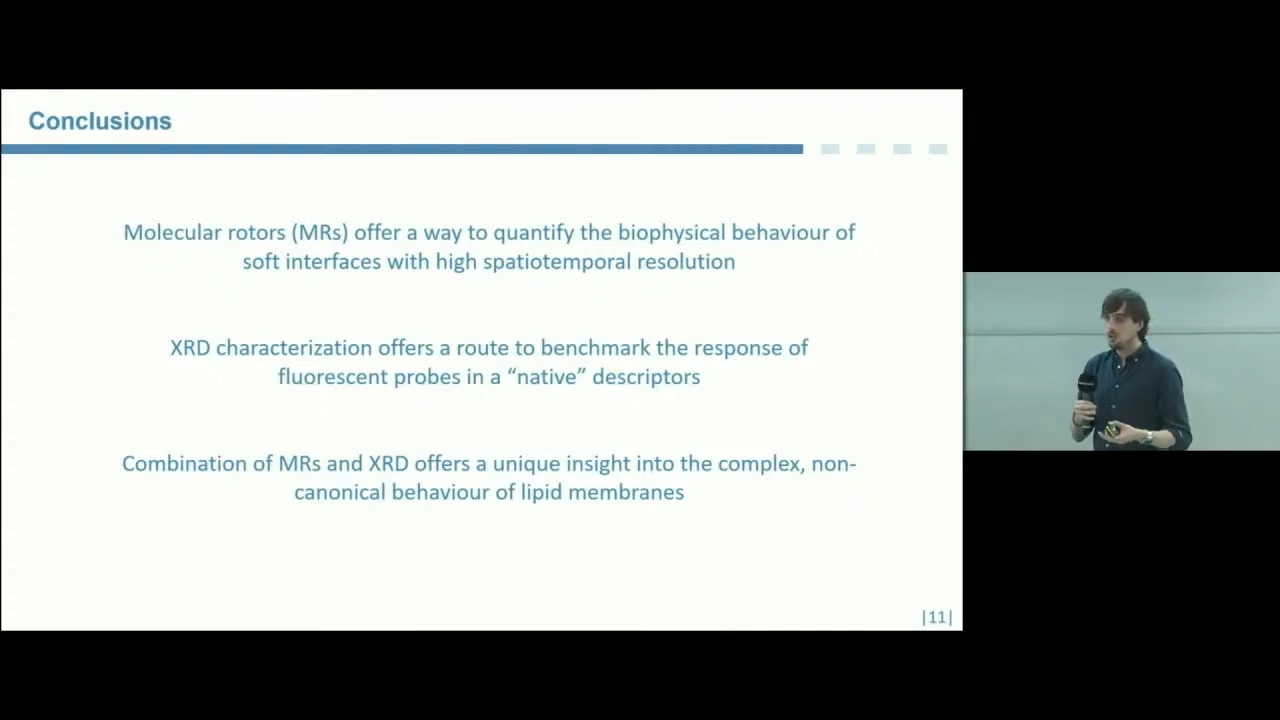 Conclusions
Molecular rotors (MRs) offer a way to quantify the biophysical behaviour of
soft interfaces with high spatiotemporal resolution
XRD characterization offers a route to benchmark the response of
fluorescent probes in a “native” descriptors
Combination of MRs and XRD offers a unique insight into the complex, non-
canonical behaviour of lipid membranes
|11|